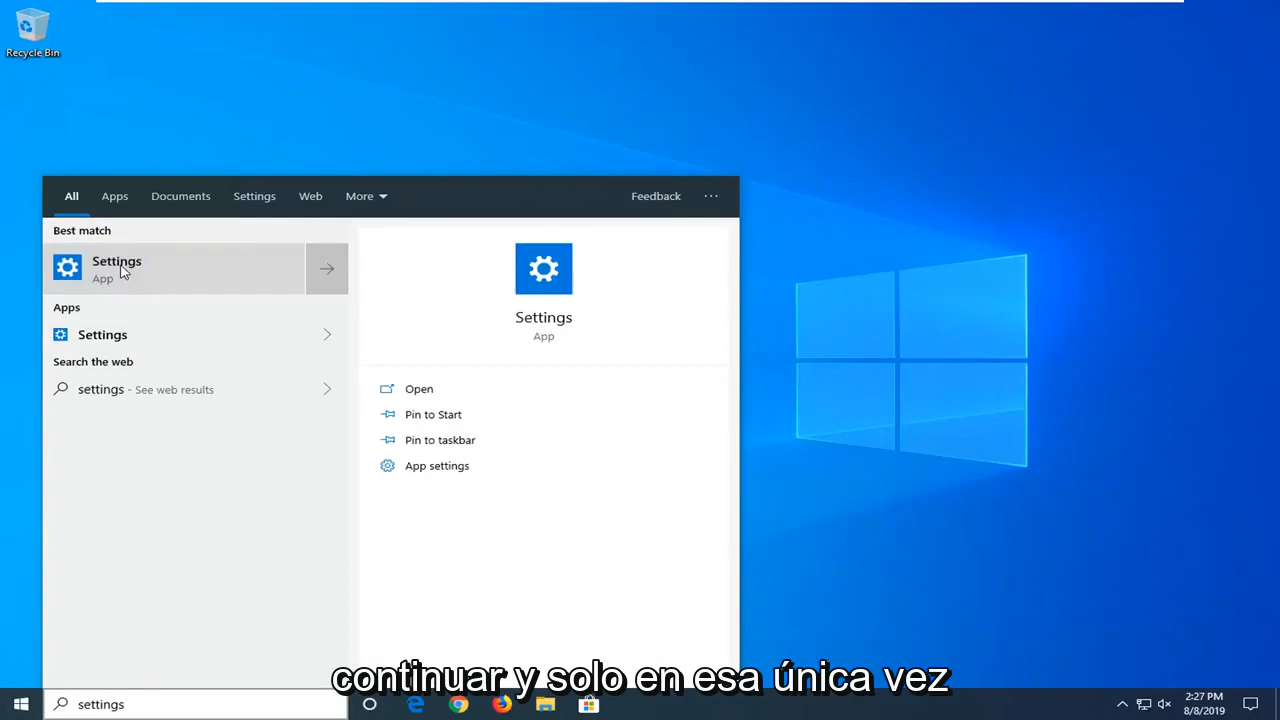 Recycle Bin
All Apps Documents Settings Web More Feedback ...
Best match
Settings
App
Apps
Settings
Search the web
settings - See web results
Settings
App
Open
Pin to Start
Pin to taskbar
App settings
continuar y solo en esa única vez
settings
2:27 PM
8/8/2019